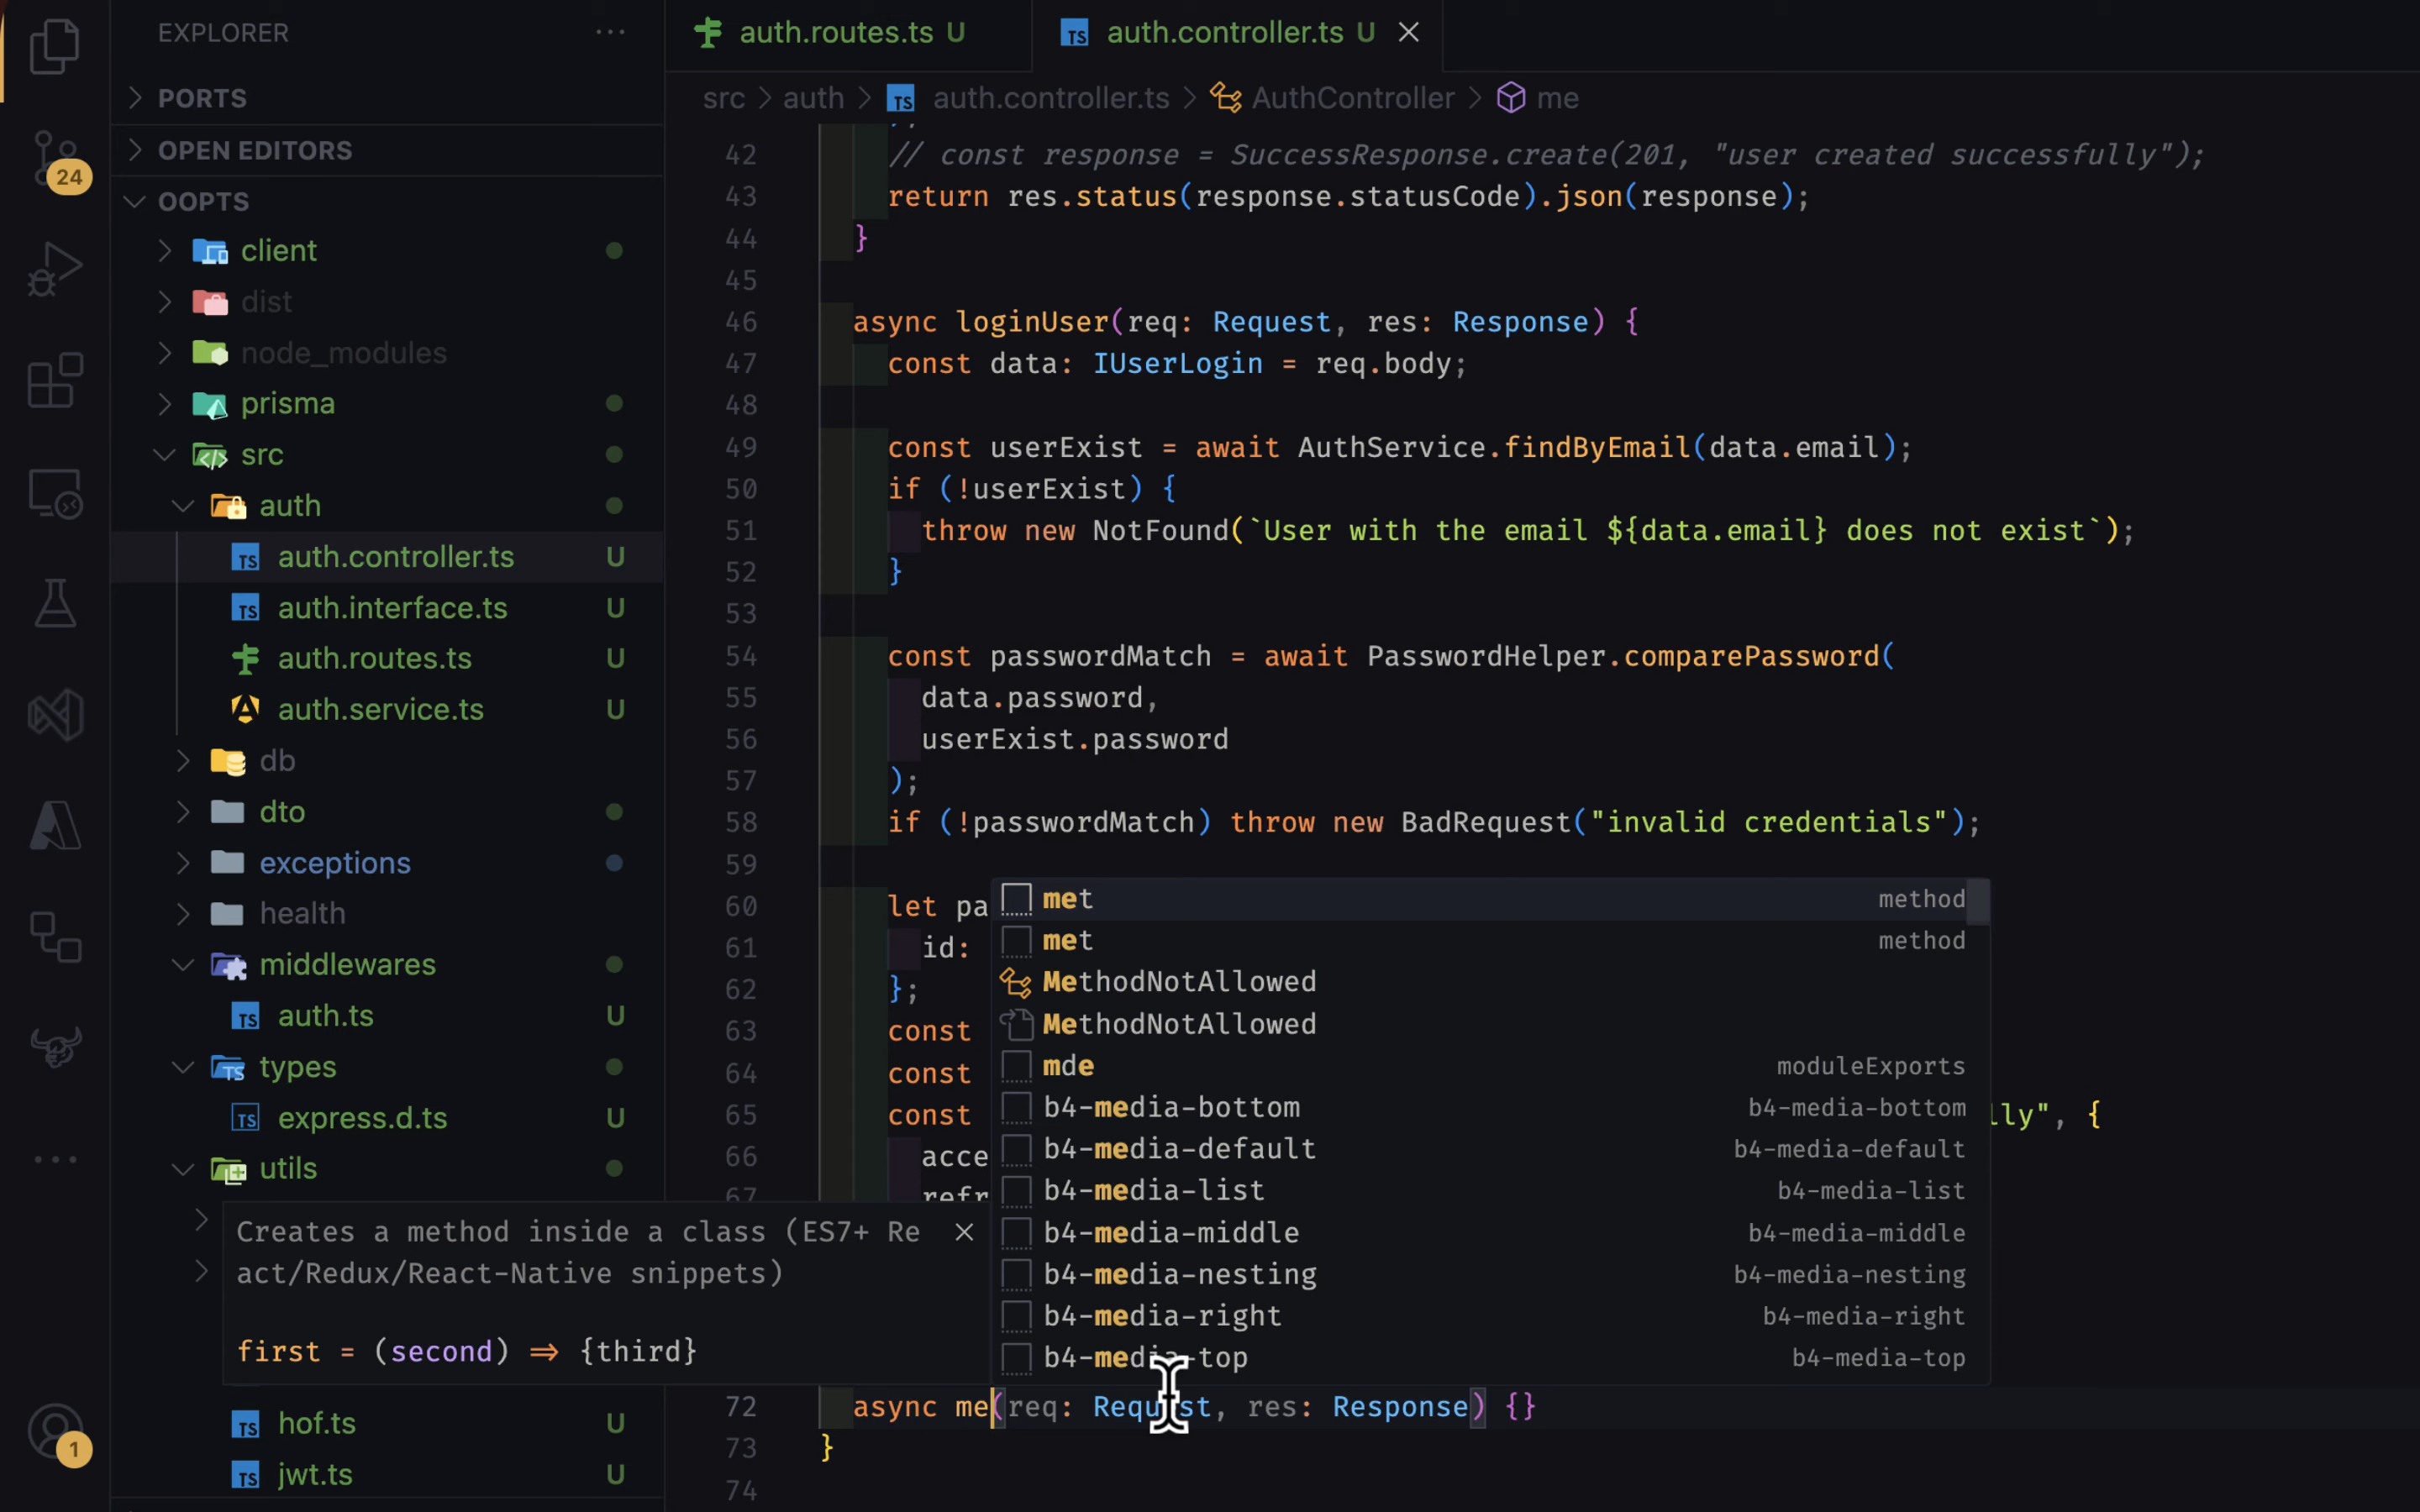 EXPLORER
PORTS
OPEN EDITORS
OOPTS
client
dist
node_modules
prisma
src
auth
auth.controller.ts U
auth.interface.ts U
auth.routes.ts U
auth.service.ts U
db
dto
exceptions
health
middlewares
auth.ts U
types
express.d.ts U
utils
hof.ts U
jwt.ts U
24
1
auth.routes.ts U
auth.controller.ts U
src > auth > TS auth.controller.ts > AuthController > me
42 // const response = SuccessResponse.create(201, "user created successfully");
43 return res.status(response.statusCode).json(response);
44 }
45
46 async loginUser(req: Request, res: Response) {
47 const data: IUserLogin = req.body;
48
49 const userExist = await AuthService.findByEmail(data.email);
50 if (!userExist) {
51 throw new NotFound(`User with the email ${data.email} does not exist`);
52 }
53
54 const passwordMatch = await PasswordHelper.comparePassword(
55 data.password,
56 userExist.password
57 );
58 if (!passwordMatch) throw new BadRequest("invalid credentials");
59
60 let pa
61 id:
62 };
63 const
64 const
65 const lly", {
66 acce
67 refr
met method
met method
MethodNotAllowed
MethodNotAllowed
mde moduleExports
b4-media-bottom b4-media-bottom
b4-media-default b4-media-default
b4-media-list b4-media-list
b4-media-middle b4-media-middle
b4-media-nesting b4-media-nesting
b4-media-right b4-media-right
b4-media-top b4-media-top
Creates a method inside a class (ES7+ Re
act/Redux/React-Native snippets)
first = (second) => {third}
72 async me(req: Request, res: Response) {}
73 }
74